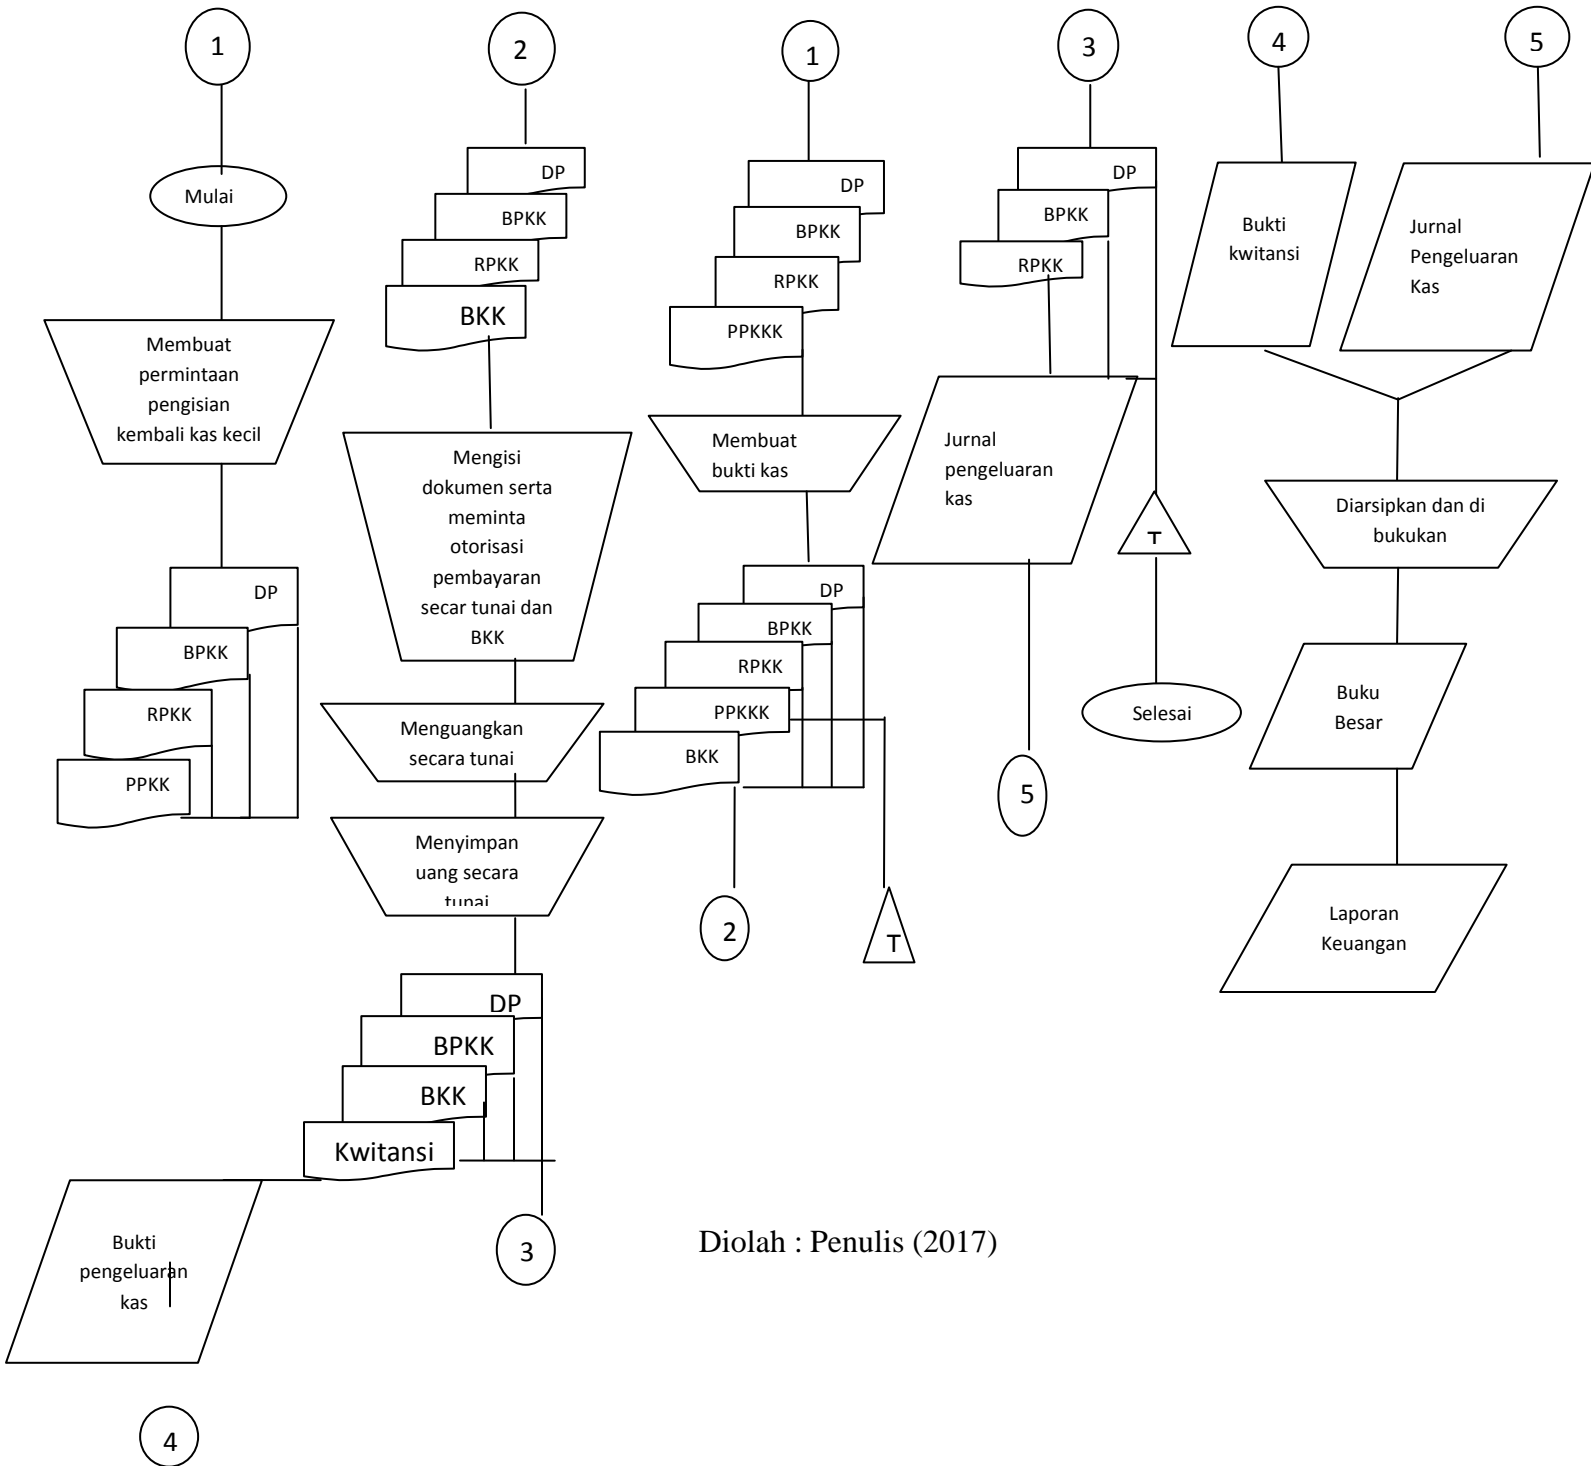 1
Mulai
Membuat
permintaan
pengisian
kembali kas kecil
DP
BPKK
RPKK
PPKK
2
DP
BPKK
RPKK
BKK
Mengisi
dokumen serta
meminta
otorisasi
pembayaran
secar tunai dan
BKK
Menguangkan
secara tunai
Menyimpan
uang secara
tunai
DP
BPKK
BKK
Kwitansi
3
Bukti
pengeluaran
kas
4
1
DP
BPKK
RPKK
PPKKK
Membuat
bukti kas
DP
BPKK
RPKK
PPKKK
BKK
2
T
3
DP
BPKK
RPKK
Jurnal
pengeluaran
kas
T
Selesai
5
4
5
Bukti
kwitansi
Jurnal
Pengeluaran
Kas
Diarsipkan dan di
bukukan
Buku
Besar
Laporan
Keuangan
Diolah : Penulis (2017)